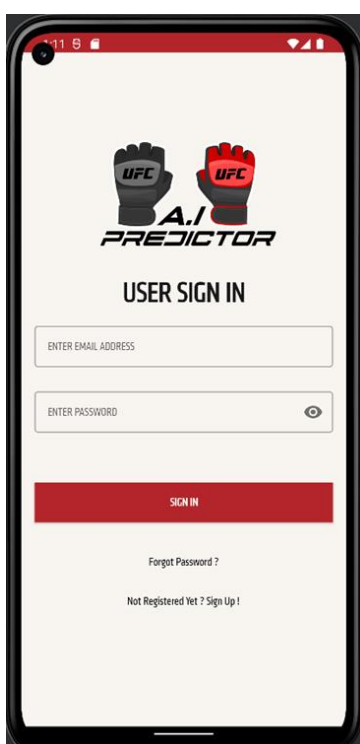 :11
UFC UFC
A.I
PREDICTOR
USER SIGN IN
ENTER EMAIL ADDRESS
ENTER PASSWORD
SIGN IN
Forgot Password ?
Not Registered Yet ? Sign Up !